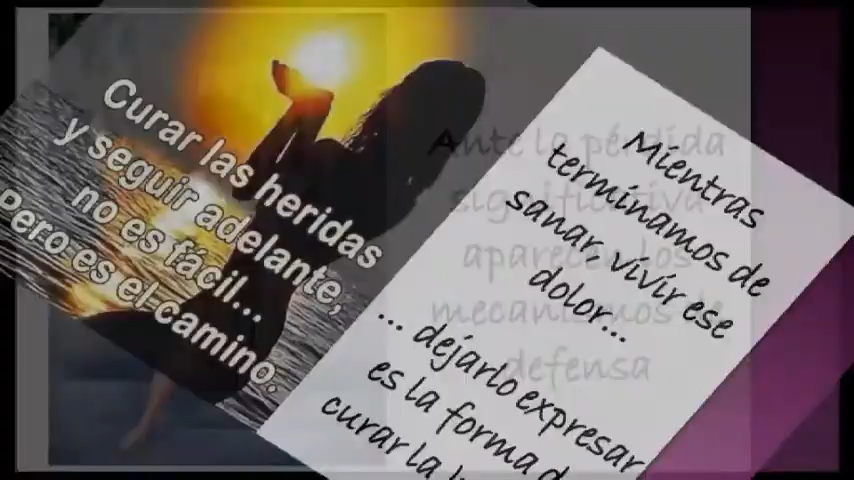 Curar las heridas
y seguir adelante,
no es fácil...
Pero es el camino.
Mientras
terminamos de
sanar, vivir ese
dolor...
... dejarlo expresar
es la forma
curar la
Ante la pérdida
significativa
aparecen los
mecanismos de
defensa